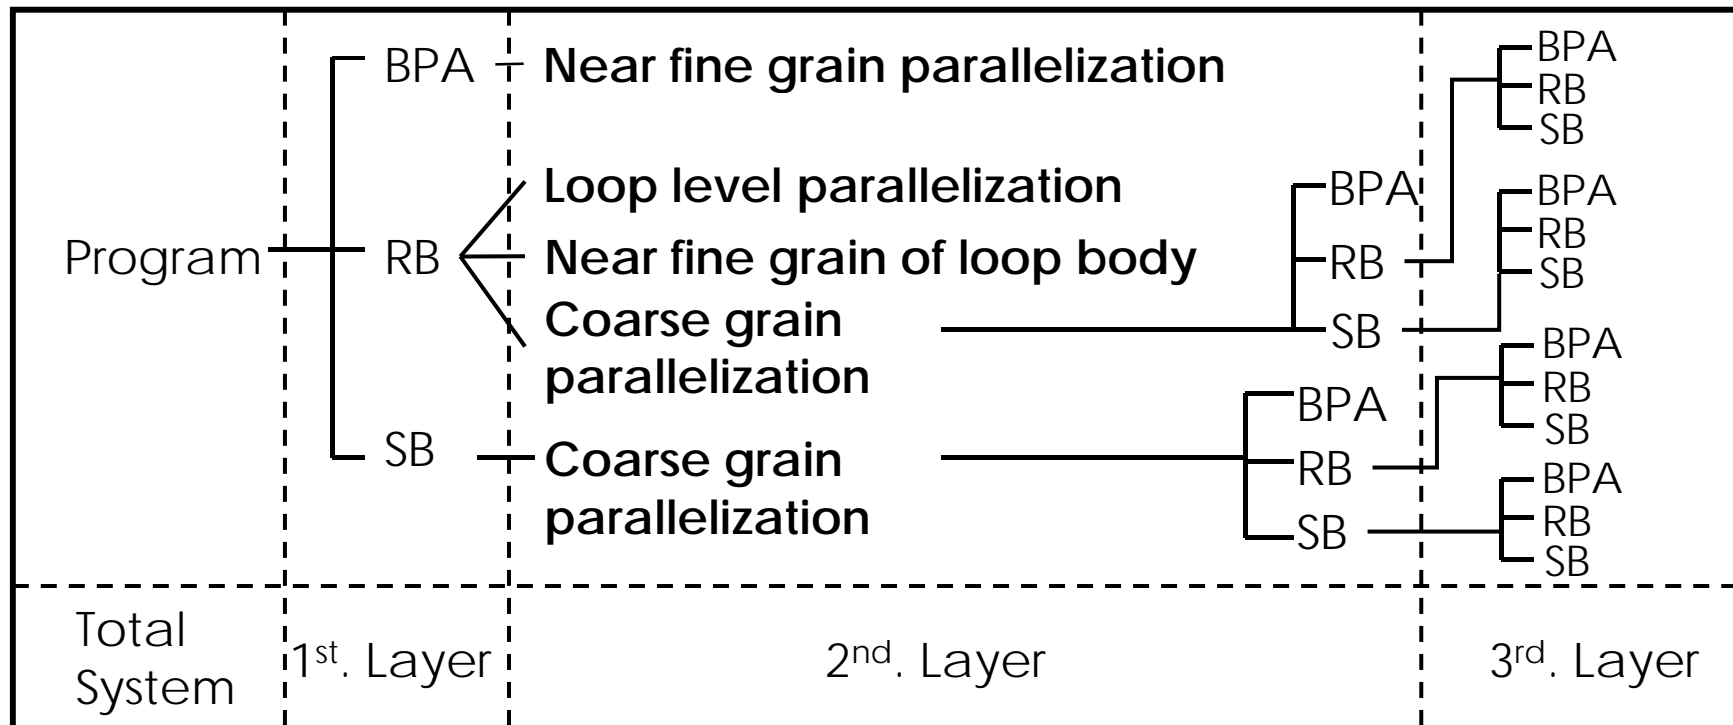 BPA Near fine grain parallelization
Loop level parallelization
Program RB Near fine grain of loop body
Coarse grain
parallelization
SB Coarse grain
parallelization
BPA
RB
SB
BPA
RB
SB
BPA
RB
SB
BPA
RB
SB
BPA
RB
SB
BPA
RB
SB
Total
System
1st. Layer
2nd. Layer
3rd. Layer